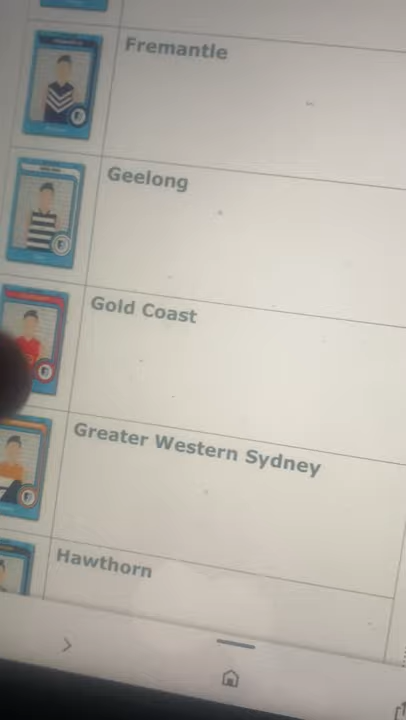 Fremantle
Geelong
Gold Coast
Greater Western Sydney
Hawthorn